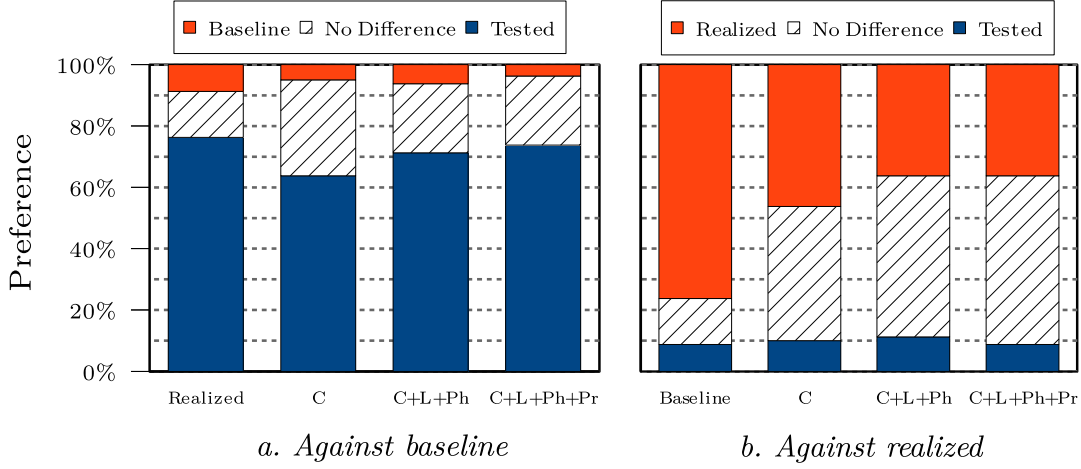 Baseline No Difference Tested
Realized No Difference Tested
Preference
100%
80%
60%
40%
20%
0%
Realized C C+L+Ph C+L+Ph+Pr
Baseline C C+L+Ph C+L+Ph+Pr
a. Against baseline
b. Against realized